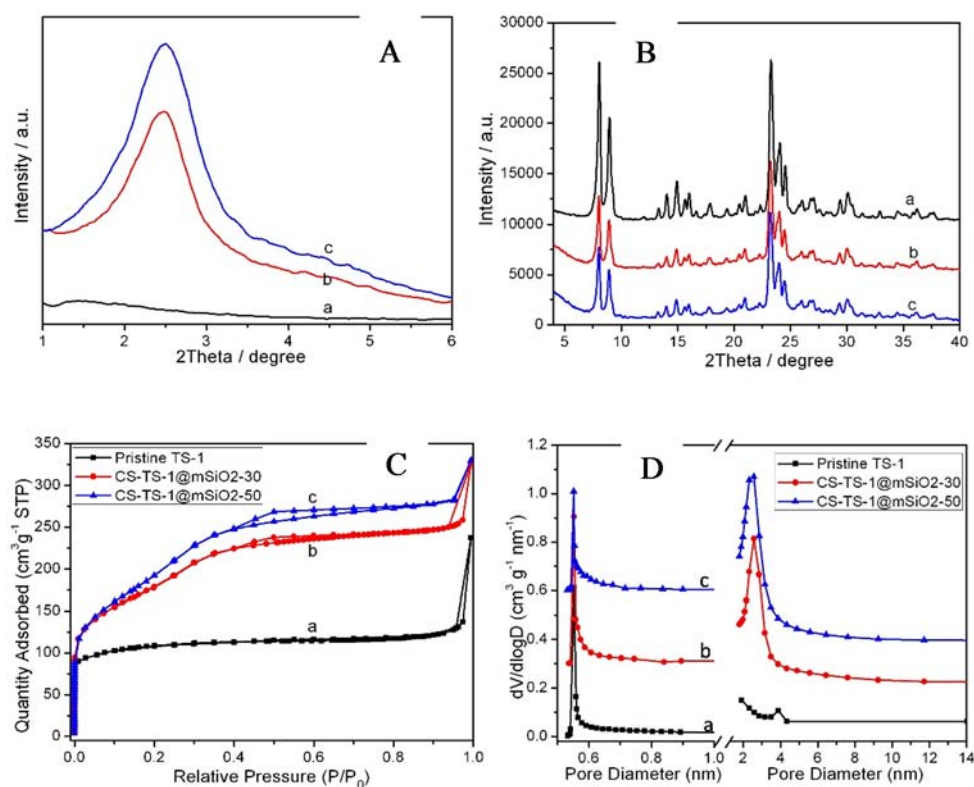 A
Intensity / a.u.
c
b
a
1 2 3 4 5 6
2Theta / degree
B
Intensity / a.u.
30000
25000
20000
15000
10000
5000
0
a
b
c
5 10 15 20 25 30 35 40
2Theta / degree
C
Quantity Adsorbed (cm³g⁻¹ STP)
350
300
250
200
150
100
50
0
Pristine TS-1
CS-TS-1@mSiO2-30
CS-TS-1@mSiO2-50
c
b
a
0.0 0.2 0.4 0.6 0.8 1.0
Relative Pressure (P/P₀)
D
dV/dlogD (cm³ g⁻¹ nm⁻¹)
1.2
1.0
0.8
0.6
0.4
0.2
0.0
Pristine TS-1
CS-TS-1@mSiO2-30
CS-TS-1@mSiO2-50
c
b
a
0.6 0.8 1.0 2 4 6 8 10 12 14
Pore Diameter (nm) Pore Diameter (nm)